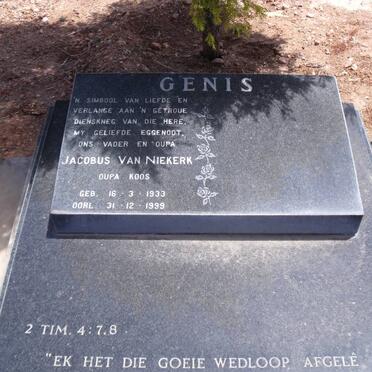 GENIS
'N SIMBOOL VAN LIEFDE EN
VERLANGE AAN 'N GETROUE
DIENSKNEG VAN DIE HERE,
MY GELIEFDE EGGENOOT,
ONS VADER EN OUPA
JACOBUS VAN NIEKERK
OUPA KOOS
GEB. 16-3-1933
OORL. 31-12-1999
2 TIM. 4:7,8.
"EK HET DIE GOEIE WEDLOOP AFGELÊ